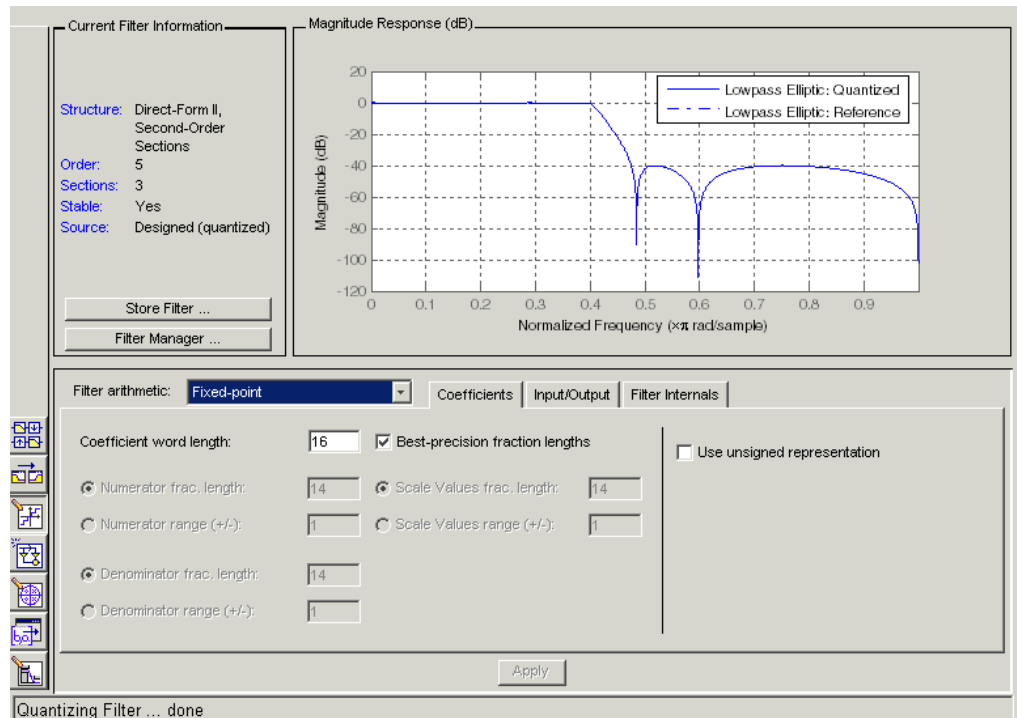 Current Filter Information
Structure: Direct-Form II,
Second-Order
Sections
Order: 5
Sections: 3
Stable: Yes
Source: Designed (quantized)
Store Filter ...
Filter Manager ...
Magnitude Response (dB)
20
0
-20
-40
-60
-80
-100
-120
Magnitude (dB)
0 0.1 0.2 0.3 0.4 0.5 0.6 0.7 0.8 0.9
Normalized Frequency (×π rad/sample)
Lowpass Elliptic: Quantized
Lowpass Elliptic: Reference
Filter arithmetic: Fixed-point
Coefficients Input/Output Filter Internals
Coefficient word length: 16 Best-precision fraction lengths
Use unsigned representation
Numerator frac. length: 14 Scale Values frac. length: 14
Numerator range (+/-): 1 Scale Values range (+/-): 1
Denominator frac. length: 14
Denominator range (+/-): 1
[b,a]
Apply
Quantizing Filter ... done